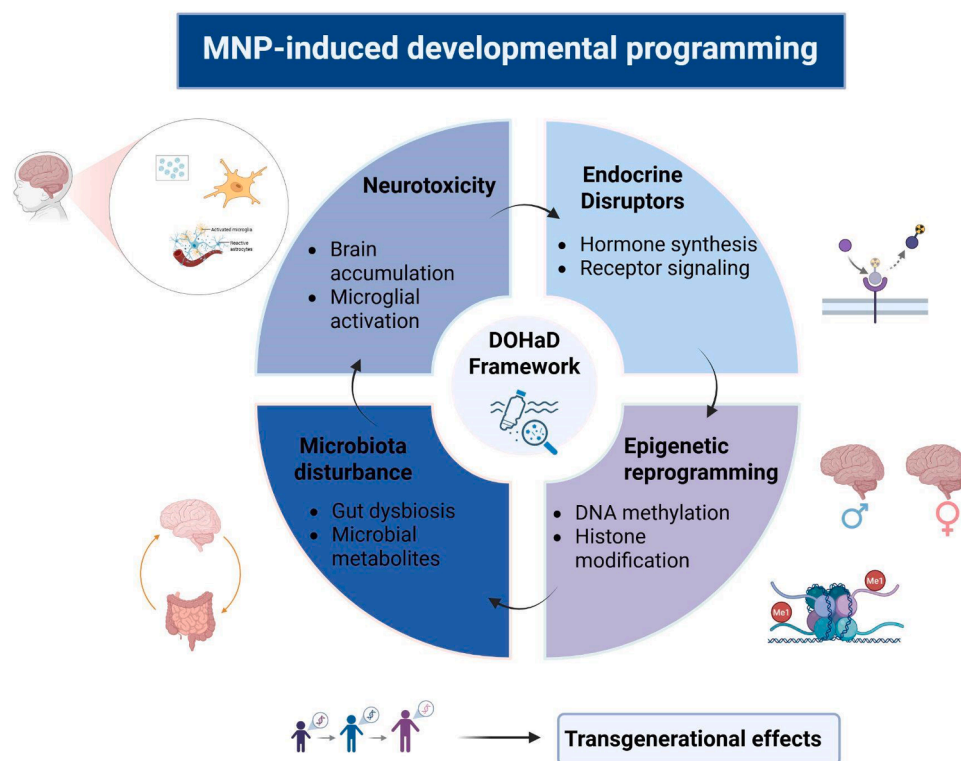 MNP-induced developmental programming
Neurotoxicity
• Brain
accumulation
• Microglial
activation
Activated microglia
Reactive
astrocytes
Endocrine
Disruptors
• Hormone synthesis
• Receptor signaling
DOHaD
Framework
Microbiota
disturbance
• Gut dysbiosis
• Microbial
metabolites
Epigenetic
reprogramming
• DNA methylation
• Histone
modification
Me1
Me1
Transgenerational effects